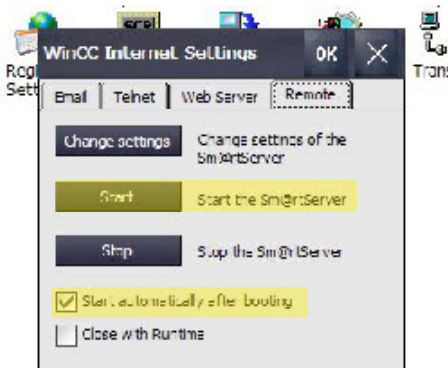 WinCC Internet Settings OK
Email Telnet Web Server Remote
Change settings Change settings of the
Sm@rtServer
Start Start the Sm@rtServer
Stop Stop the Sm@rtServer
Start automatically after booting
Close with Runtime